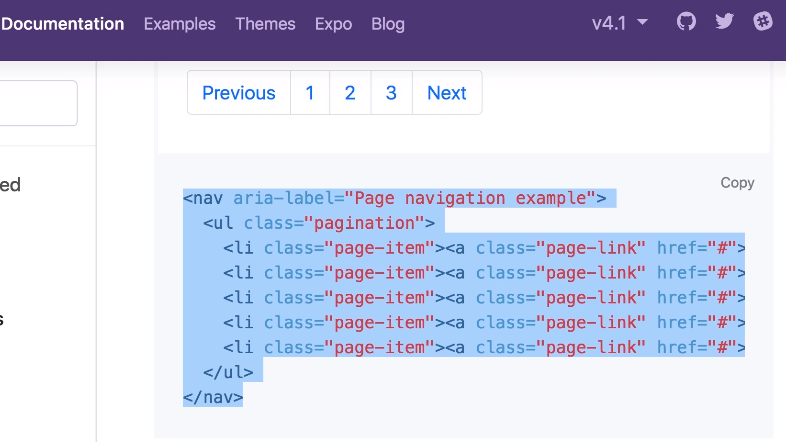 Documentation Examples Themes Expo Blog v4.1
Previous 1 2 3 Next
ed
Copy
s
<nav aria-label="Page navigation example">
  <ul class="pagination">
    <li class="page-item"><a class="page-link" href="#">
    <li class="page-item"><a class="page-link" href="#">
    <li class="page-item"><a class="page-link" href="#">
    <li class="page-item"><a class="page-link" href="#">
    <li class="page-item"><a class="page-link" href="#">
  </ul>
</nav>